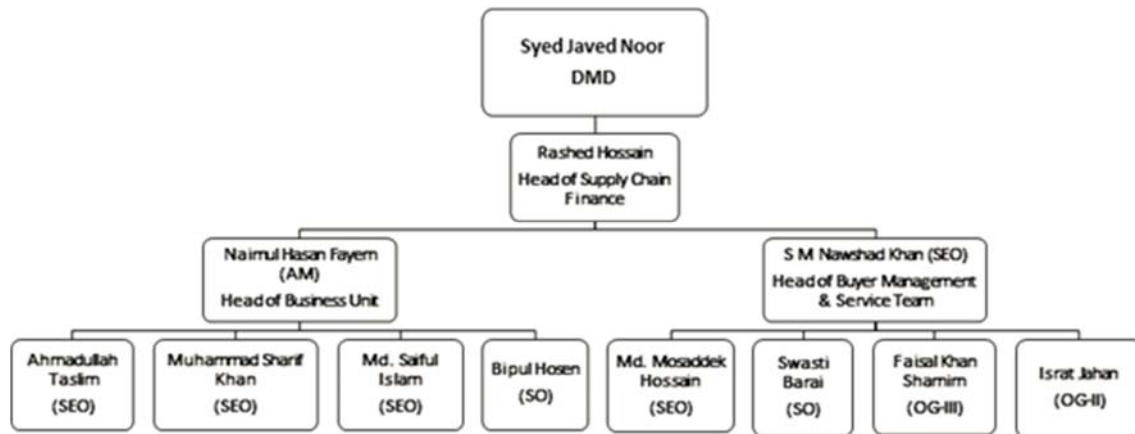 Syed Javed Noor
DMD
Rashed Hossain
Head of Supply Chain
Finance
Naimul Hasan Fayem
(AM)
Head of Business Unit
S M Nawshad Khan (SEO)
Head of Buyer Management
& Service Team
Ahmadullah
Taslim
(SEO)
Muhammad Sharif
Khan
(SEO)
Md. Saiful
Islam
(SEO)
Bipul Hosen
(SO)
Md. Mosaddek
Hossain
(SEO)
Swasti
Barai
(SO)
Faisal Khan
Shamim
(OG-III)
Israt Jahan
(OG-II)